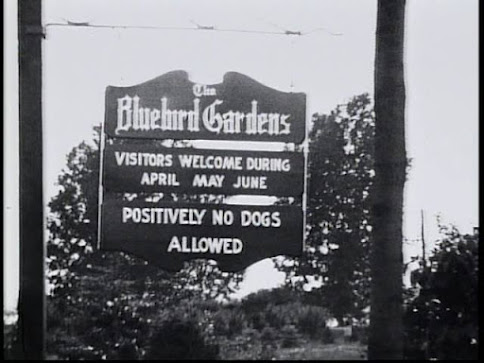 The
Bluebird Gardens
VISITORS WELCOME DURING
APRIL MAY JUNE
POSITIVELY NO DOGS
ALLOWED